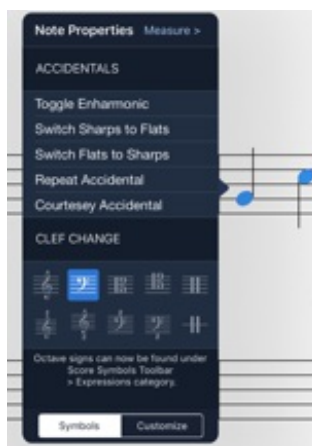 Note Properties Measure >
ACCIDENTALS
Toggle Enharmonic
Switch Sharps to Flats
Switch Flats to Sharps
Repeat Accidental
Courtesey Accidental
CLEF CHANGE
Octave signs can now be found under
Score Symbols Toolbar
> Expressions category.
Symbols Customize